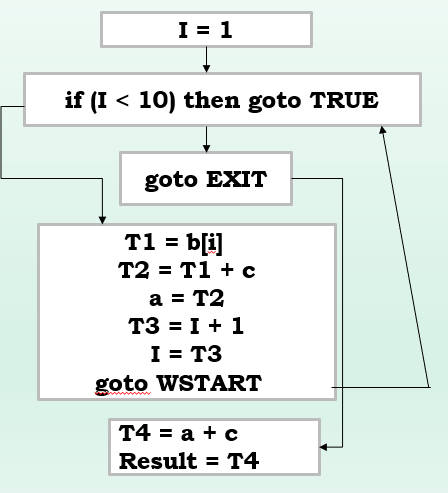 I = 1
if (I < 10) then goto TRUE
goto EXIT
T1 = b[i]
T2 = T1 + c
a = T2
T3 = I + 1
I = T3
goto WSTART
T4 = a + c
Result = T4